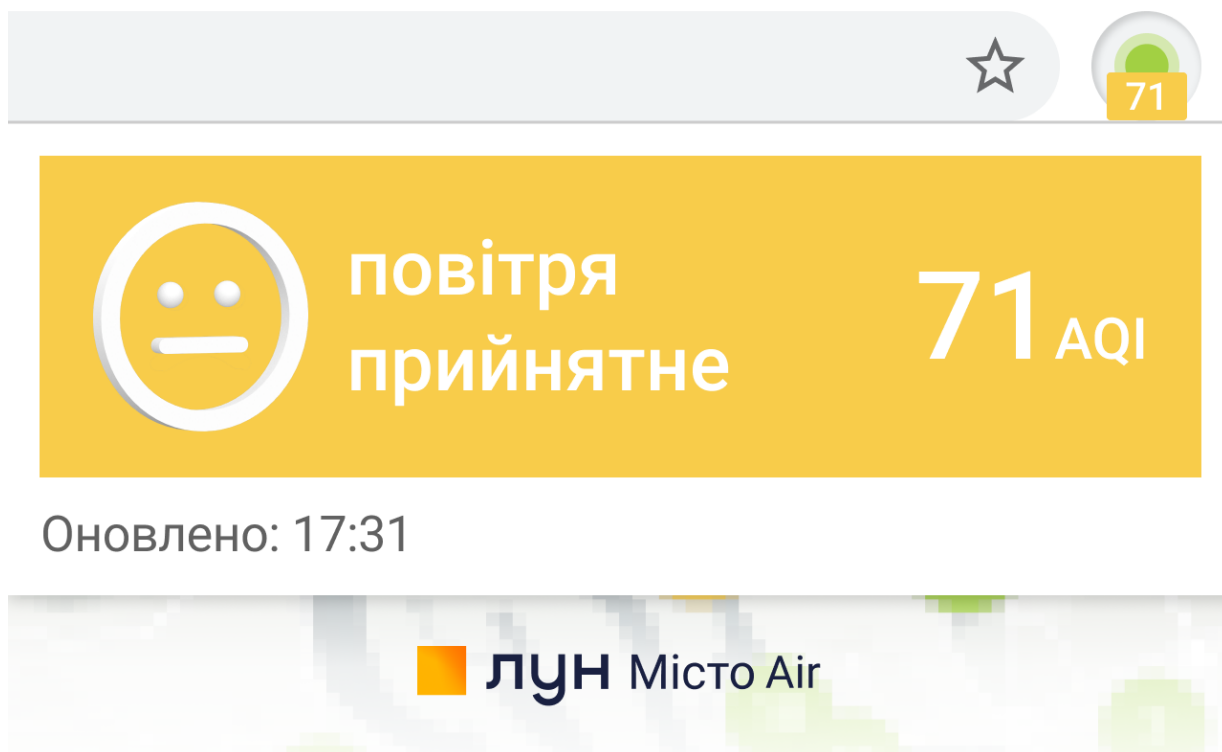 71
повітря
прийнятне
71 AQI
Оновлено: 17:31
лун Місто Air